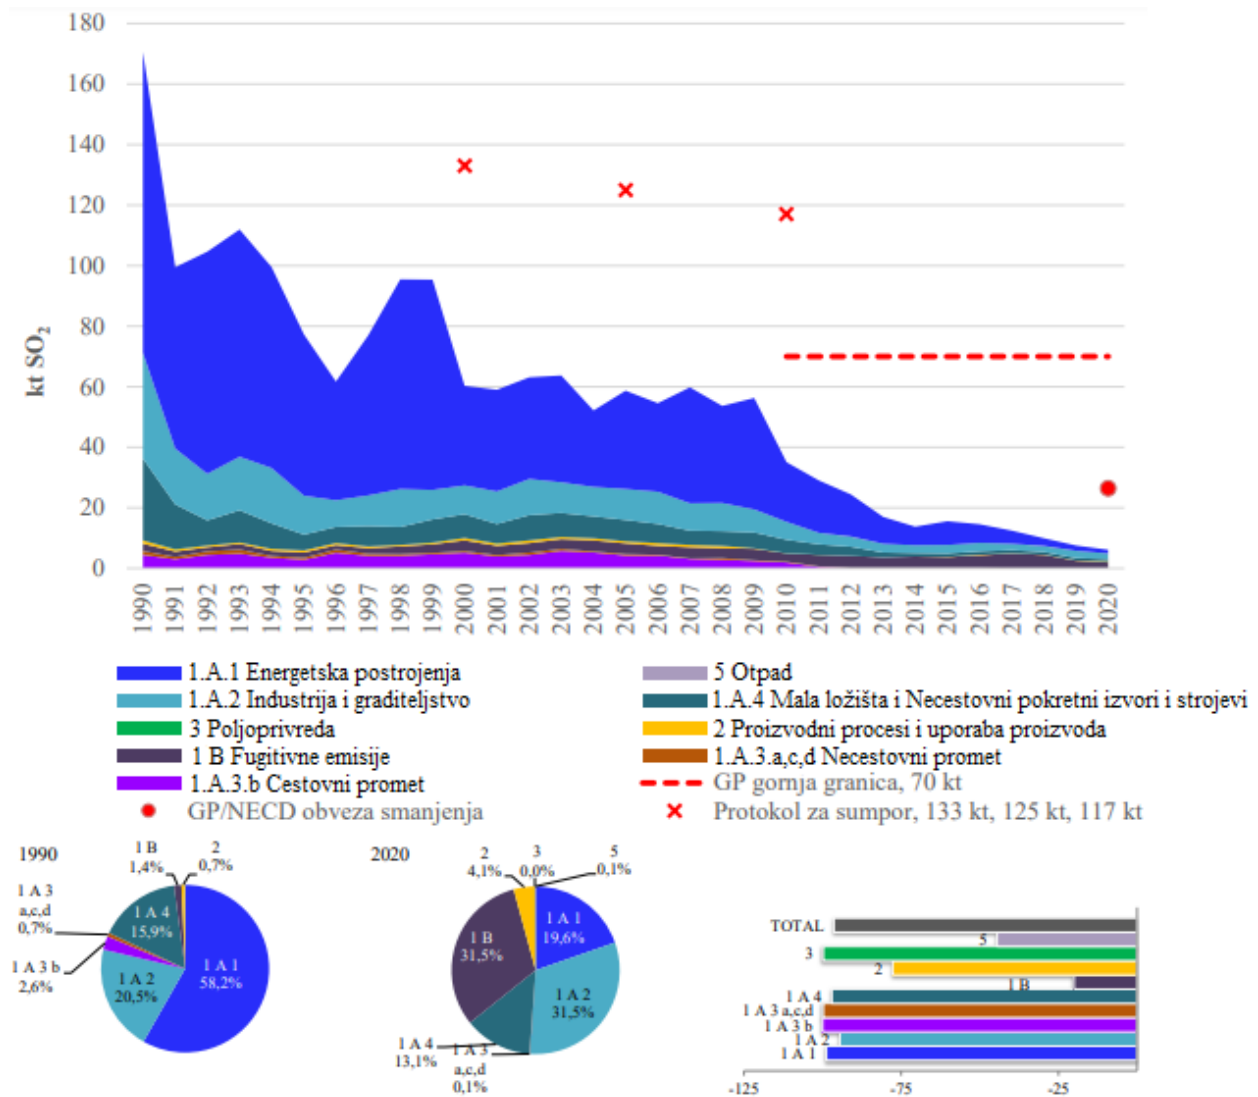 180
160
140
120
100
80
60
40
20
0
kt SO₂
1990 1991 1992 1993 1994 1995 1996 1997 1998 1999 2000 2001 2002 2003 2004 2005 2006 2007 2008 2009 2010 2011 2012 2013 2014 2015 2016 2017 2018 2019 2020
1.A.1 Energetska postrojenja
5 Otpad
1.A.2 Industrija i graditeljstvo
1.A.4 Mala ložišta i Necestovni pokretni izvori i strojevi
3 Poljoprivreda
2 Proizvodni procesi i uporaba proizvoda
1 B Fugitivne emisije
1.A.3.a,c,d Necestovni promet
1.A.3.b Cestovni promet
GP gornja granica, 70 kt
GP/NECD obveza smanjenja
Protokol za sumpor, 133 kt, 125 kt, 117 kt
1990
1 B
1,4%
2
0,7%
1 A 3
a,c,d
0,7%
1 A 4
15,9%
1 A 3 b
2,6%
1 A 2
20,5%
1 A 1
58,2%
2020
2
4,1%
3
0,0%
5
0,1%
1 A 1
19,6%
1 B
31,5%
1 A 2
31,5%
1 A 4
13,1%
1 A 3
a,c,d
0,1%
TOTAL
5
3
2
1 B
1 A 4
1 A 3 a,c,d
1 A 3 b
1 A 2
1 A 1
-125 -75 -25